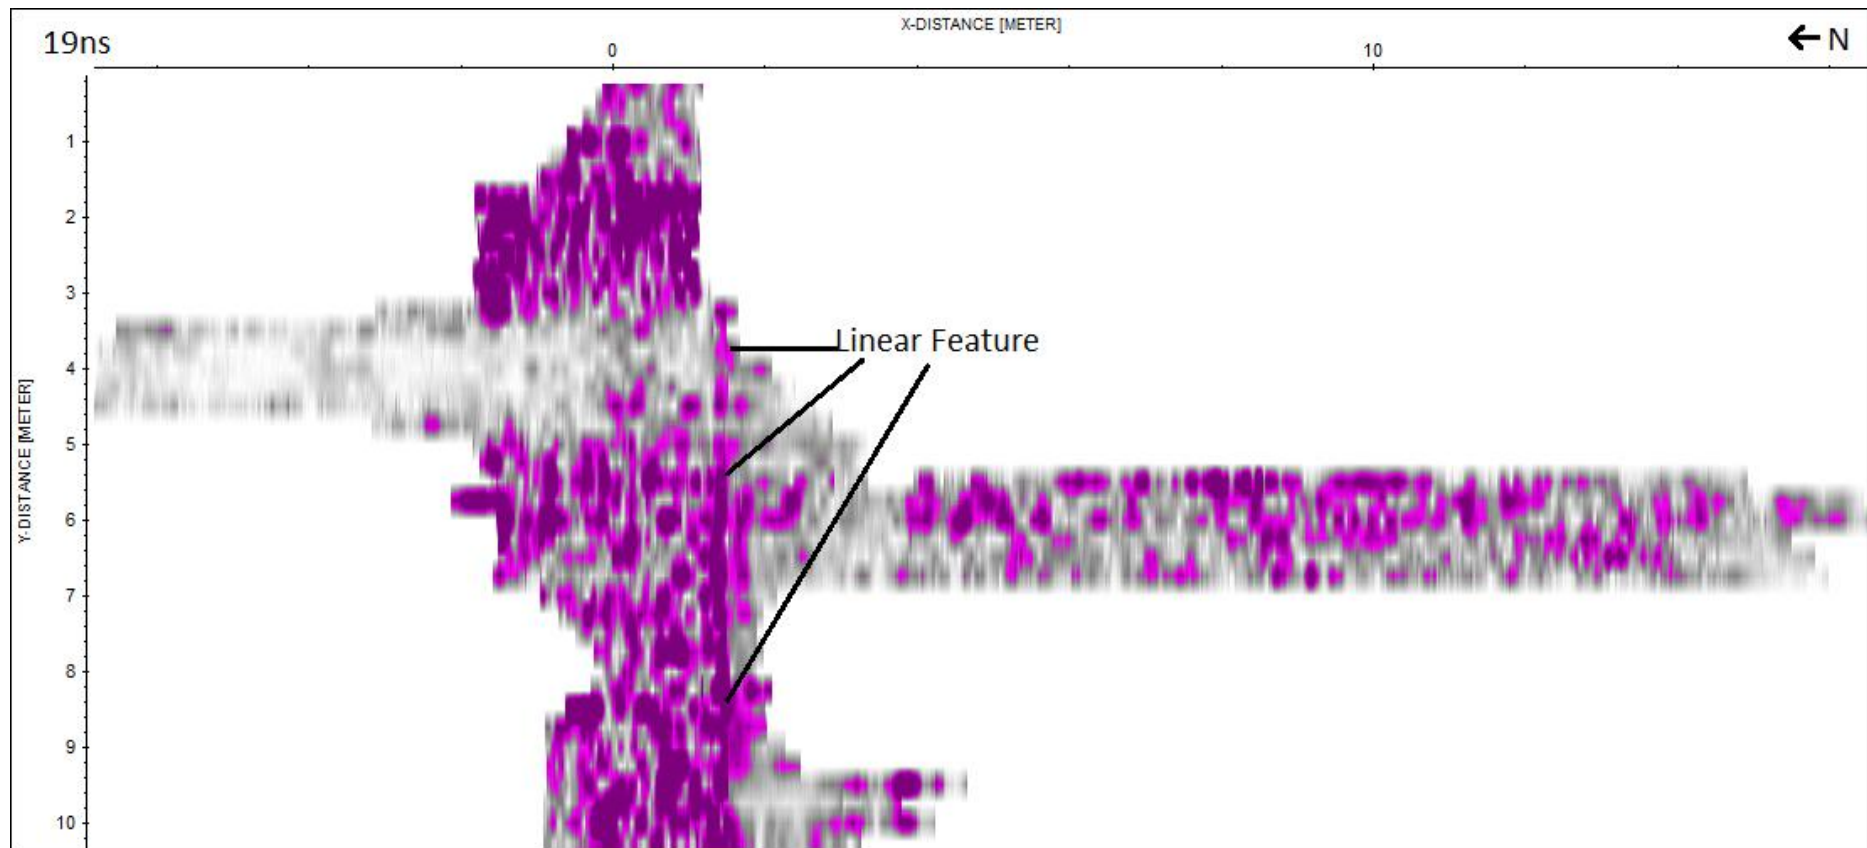 X-DISTANCE [METER]
19ns
0
10
← N
1
2
3
Linear Feature
4
Y-DISTANCE [METER]
5
6
7
8
9
10